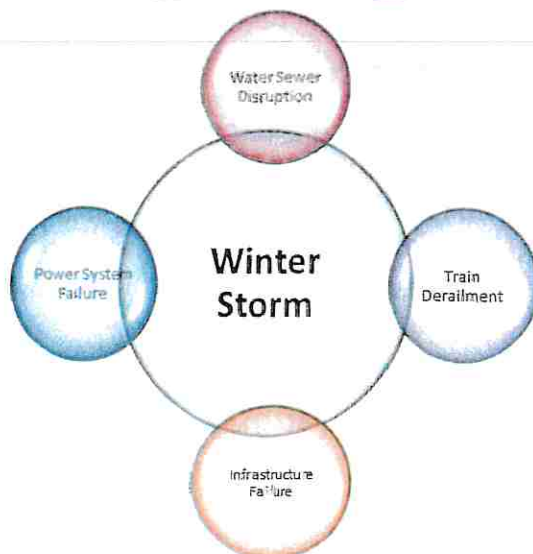 Water Sewer
Disruption
Power System
Failure
Winter
Storm
Train
Derailment
Infrastructure
Failure